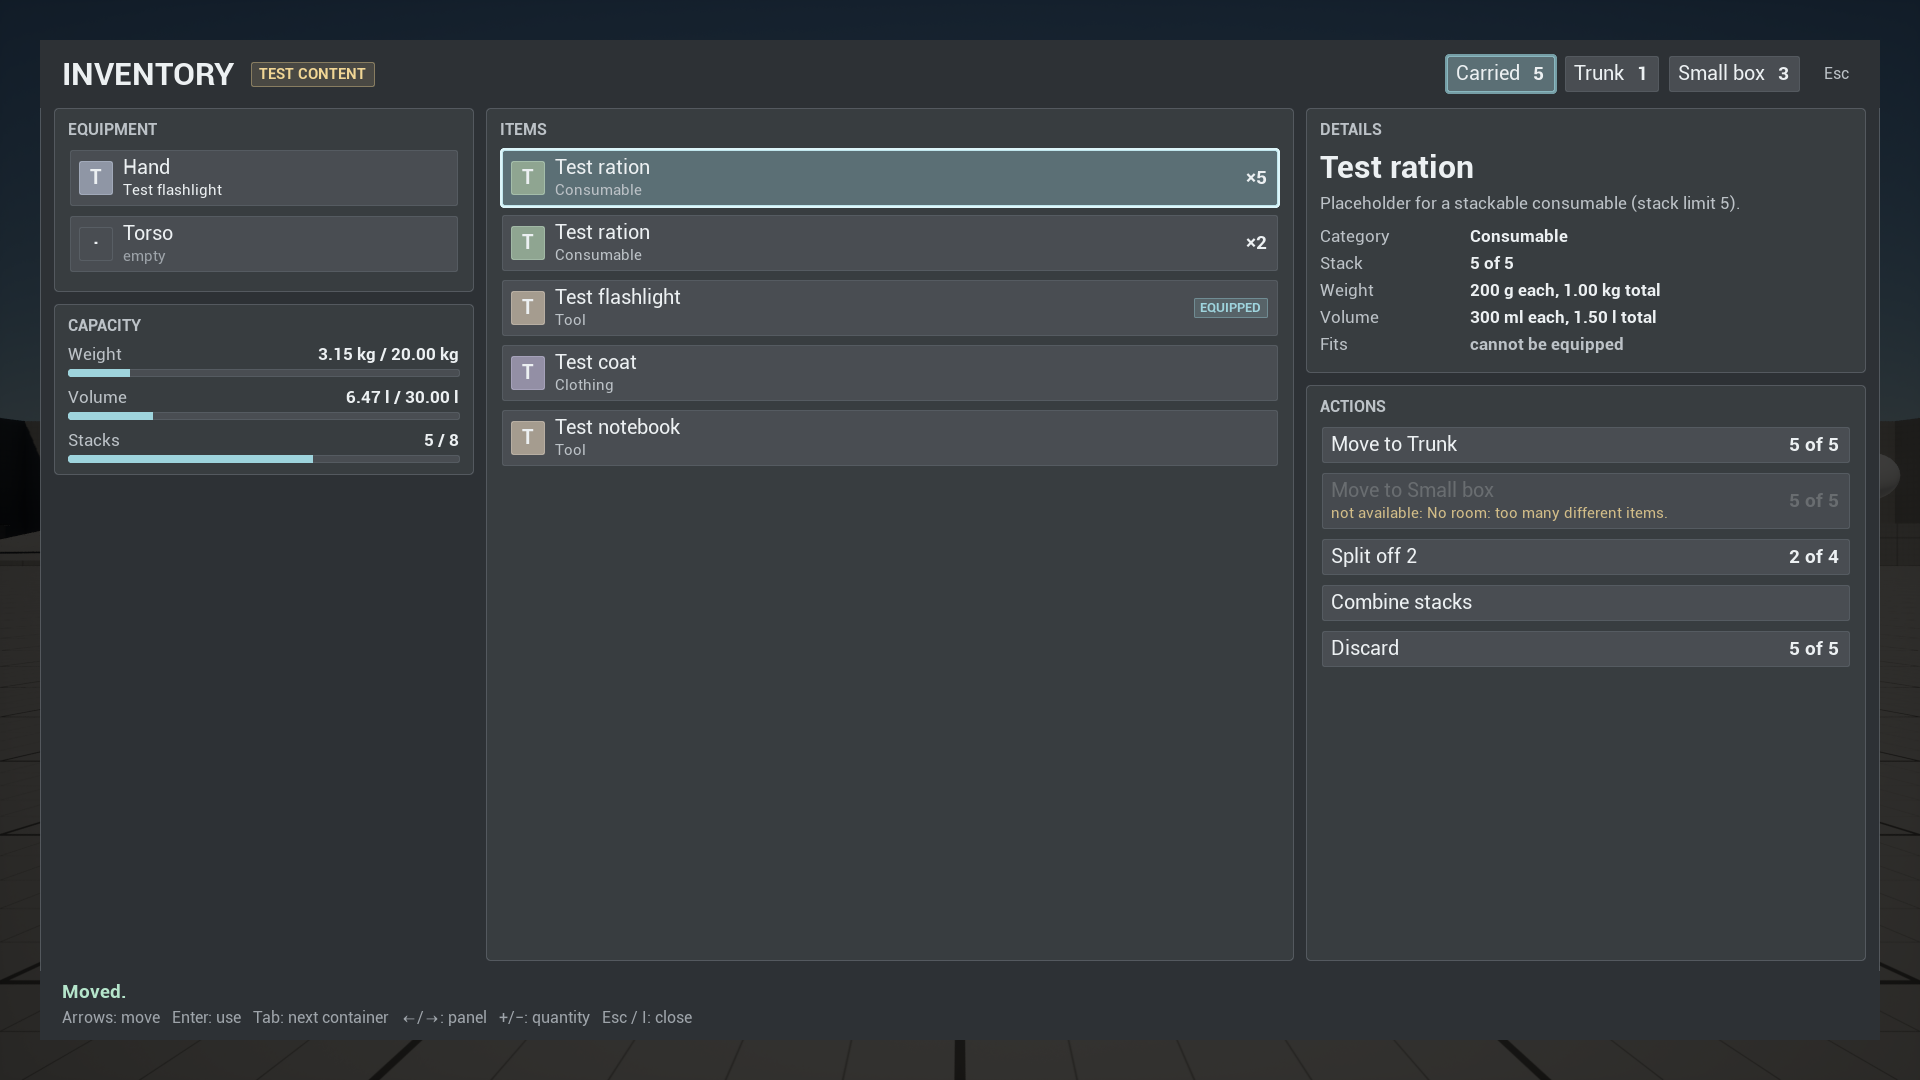 INVENTORY TEST CONTENT Carried 5 Trunk 1 Small box 3 Esc
EQUIPMENT
T Hand
Test flashlight
Torso
empty
CAPACITY
Weight 3.15 kg / 20.00 kg
Volume 6.47 l / 30.00 l
Stacks 5 / 8
ITEMS
T Test ration ×5
Consumable
T Test ration ×2
Consumable
T Test flashlight EQUIPPED
Tool
T Test coat
Clothing
T Test notebook
Tool
DETAILS
Test ration
Placeholder for a stackable consumable (stack limit 5).
Category Consumable
Stack 5 of 5
Weight 200 g each, 1.00 kg total
Volume 300 ml each, 1.50 l total
Fits cannot be equipped
ACTIONS
Move to Trunk 5 of 5
Move to Small box 5 of 5
not available: No room: too many different items.
Split off 2 2 of 4
Combine stacks
Discard 5 of 5
Moved.
Arrows: move Enter: use Tab: next container ←/→: panel +/−: quantity Esc / I: close